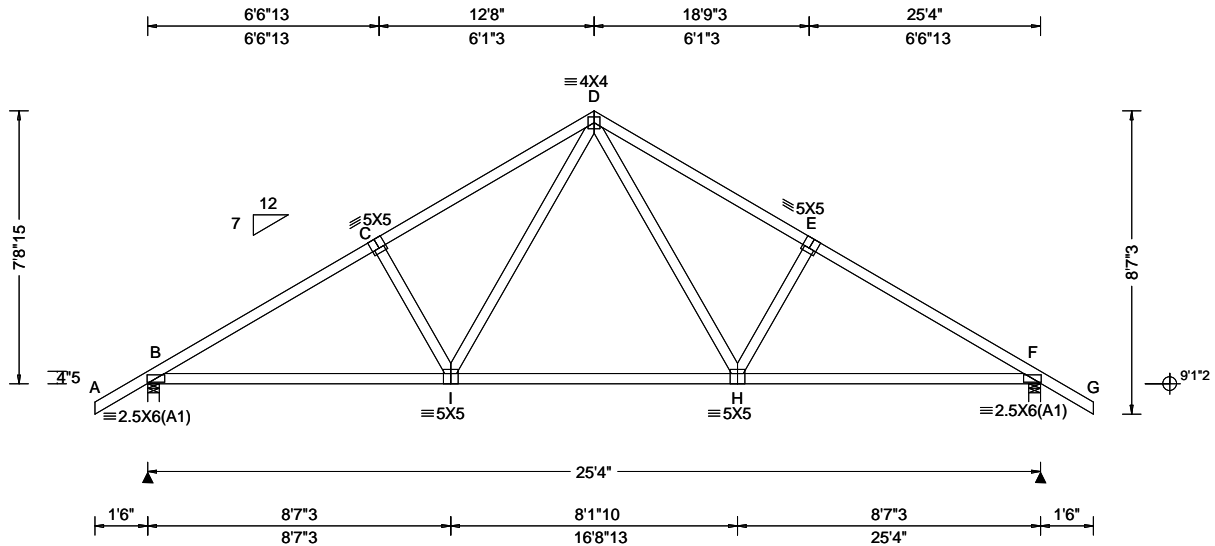 6'6"13 12'8" 18'9"3 25'4"
6'6"13 6'1"3 6'1"3 6'6"13
≡4X4
D
12
7
≡5X5
C
≡5X5
E
7'8"15
8'7"3
B
F
4"5
A
G
9'1"2
≡2.5X6(A1)
I
H
≡2.5X6(A1)
≡5X5
≡5X5
25'4"
1'6" 8'7"3 8'1"10 8'7"3 1'6"
8'7"3 16'8"13 25'4"